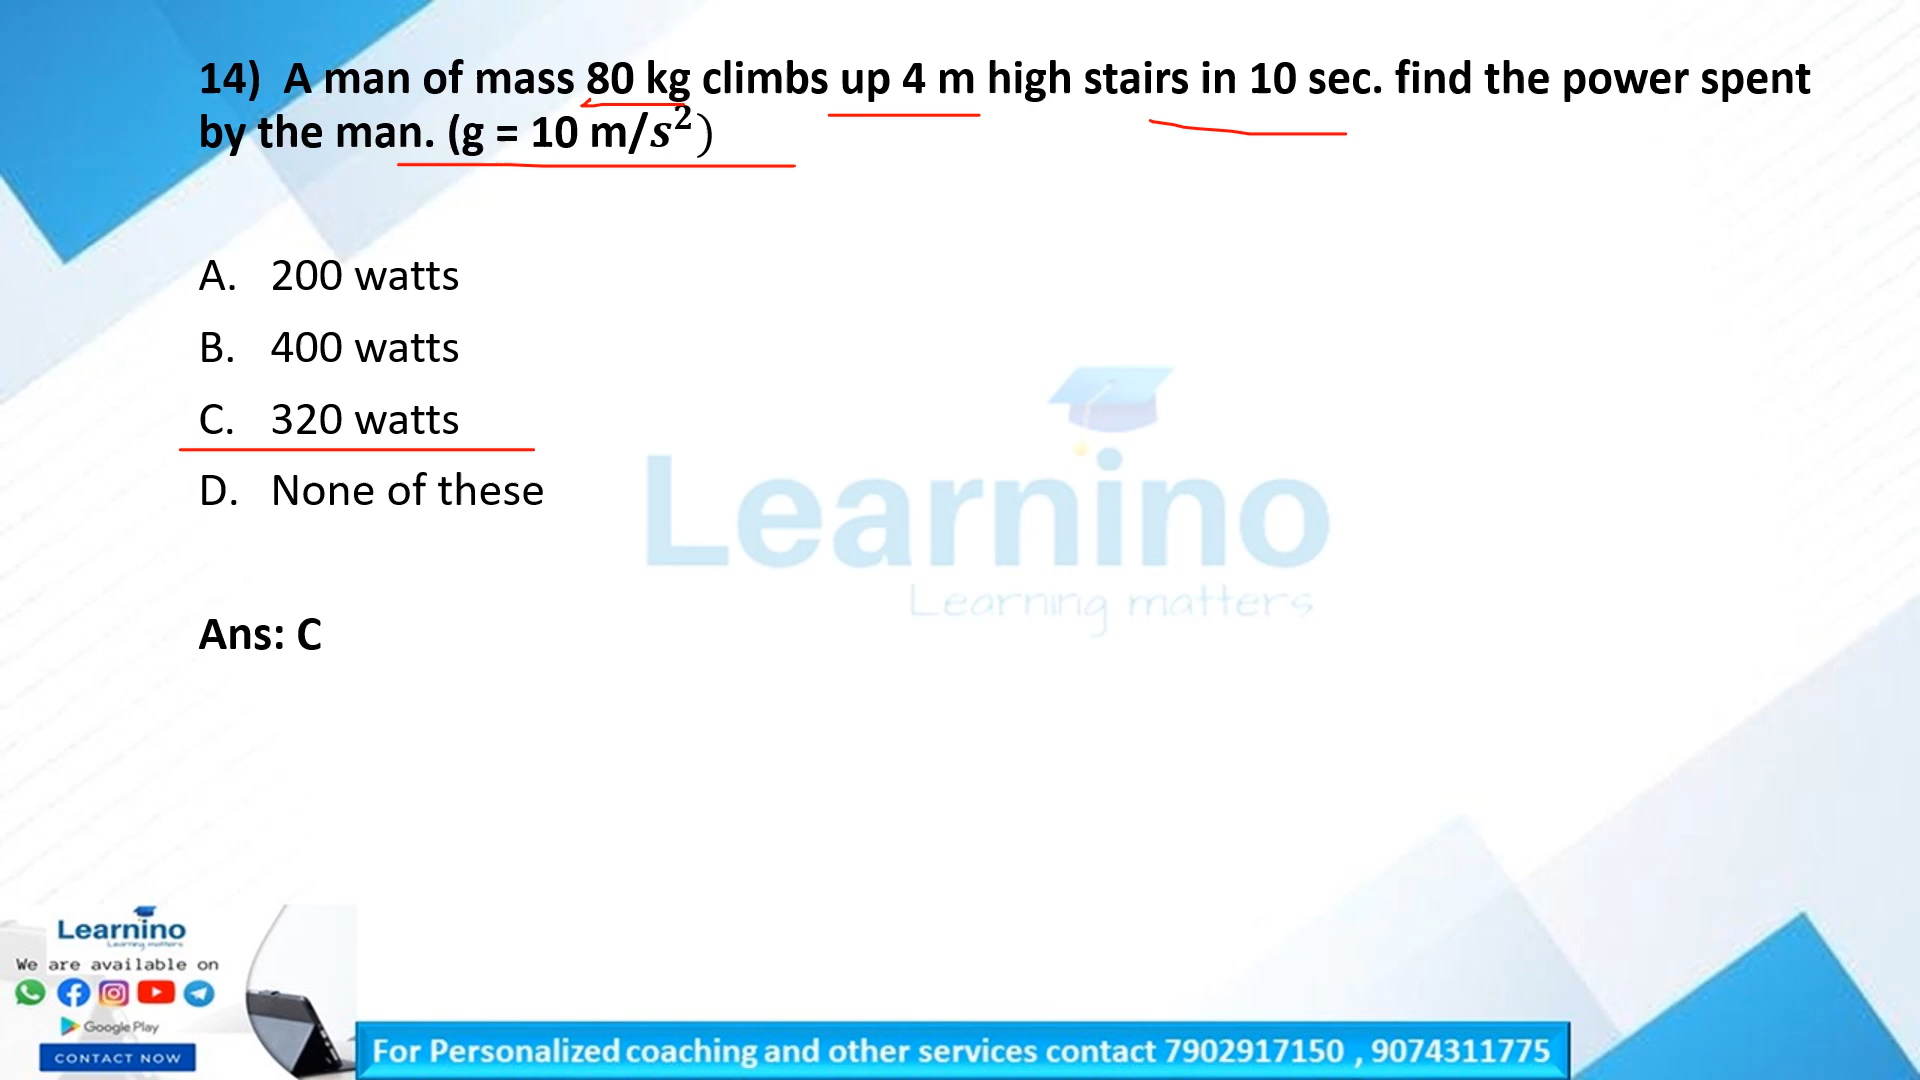 14) A man of mass 80 kg climbs up 4 m high stairs in 10 sec. find the power spent
by the man. (g = 10 m/s²)
A. 200 watts
B. 400 watts
C. 320 watts
D. None of these
Learnino
Learning matters
Ans: C
Learnino
Learning matters
We are available on
Google Play
CONTACT NOW
For Personalized coaching and other services contact 7902917150 , 9074311775